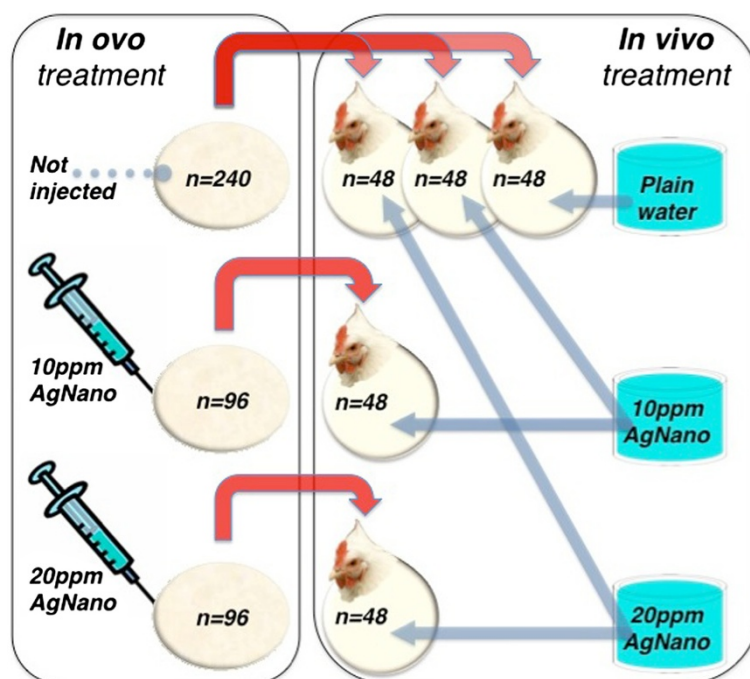 In ovo
treatment
In vivo
treatment
Not
injected
n=240
n=48
n=48
n=48
Plain
water
10ppm
AgNano
n=96
n=48
10ppm
AgNano
20ppm
AgNano
n=96
n=48
20ppm
AgNano